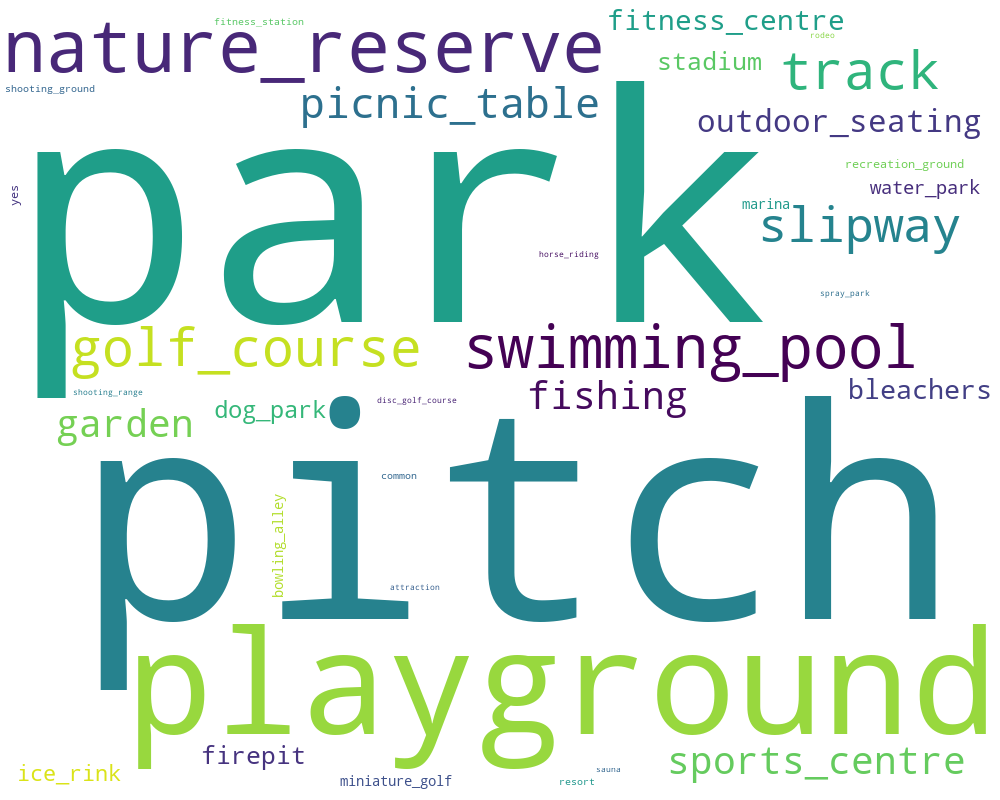 fitness_station
fitness_centre
nature_reserve
rodeo
stadium
track
shooting_ground
picnic_table
outdoor_seating
park
recreation_ground
yes
water_park
marina
slipway
horse_riding
spray_park
golf_course
swimming_pool
shooting_range
fishing
bleachers
disc_golf_course
dog_park
garden
pitch
common
bowling_alley
attraction
playground
firepit
sports_centre
ice_rink
sauna
miniature_golf
resort